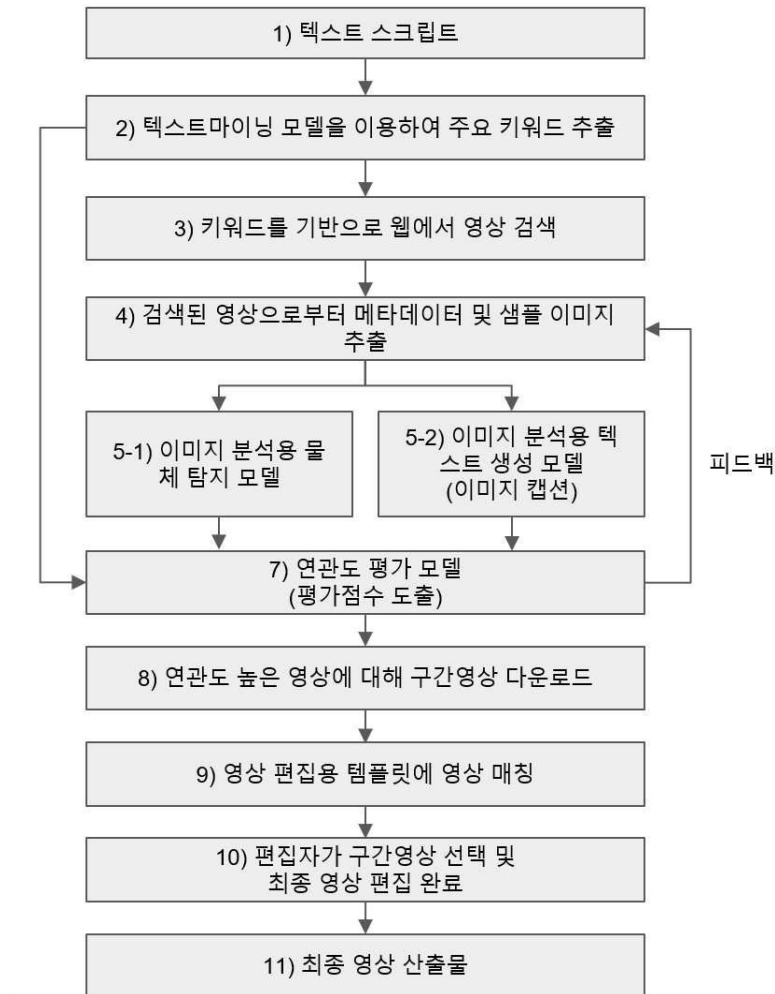 1) 텍스트 스크립트
2) 텍스트마이닝 모델을 이용하여 주요 키워드 추출
3) 키워드를 기반으로 웹에서 영상 검색
4) 검색된 영상으로부터 메타데이터 및 샘플 이미지
추출
5-1) 이미지 분석용 물
체 탐지 모델
5-2) 이미지 분석용 텍
스트 생성 모델
(이미지 캡션)
피드백
7) 연관도 평가 모델
(평가점수 도출)
8) 연관도 높은 영상에 대해 구간영상 다운로드
9) 영상 편집용 템플릿에 영상 매칭
10) 편집자가 구간영상 선택 및
최종 영상 편집 완료
11) 최종 영상 산출물